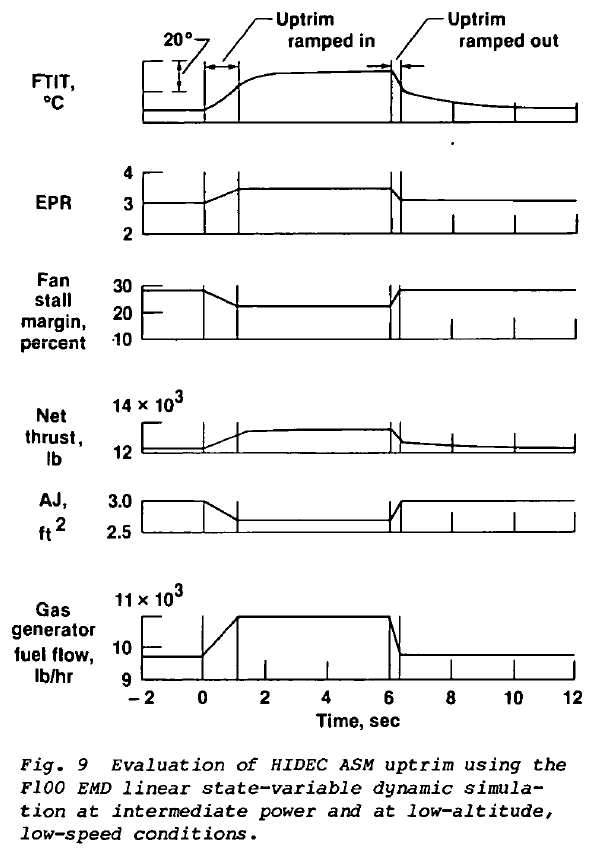 Uptrim
ramped in
Uptrim
ramped out
20°
FTIT,
°C
EPR
4
3
2
Fan
stall
margin,
percent
30
20
10
Net
thrust,
lb
14 × 10³
12
AJ,
ft²
3.0
2.5
Gas
generator
fuel flow,
lb/hr
11 × 10³
10
9
-2 0 2 4 6 8 10 12
Time, sec
Fig. 9 Evaluation of HIDEC ASM uptrim using the
F100 EMD linear state-variable dynamic simula-
tion at intermediate power and at low-altitude,
low-speed conditions.